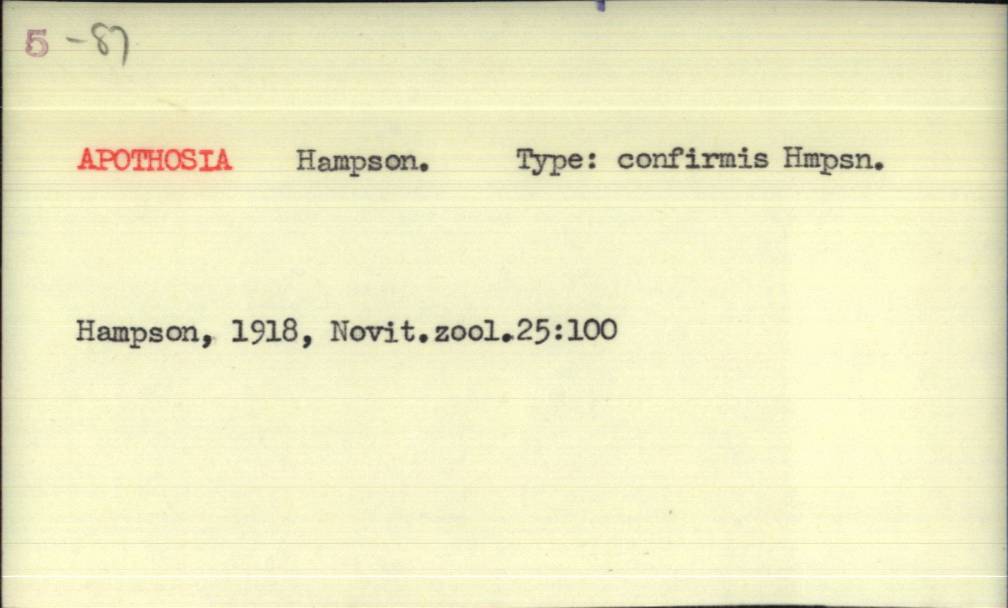 5 -87
APOTHOSIA Hampson. Type: confirmis Hmpsn.
Hampson, 1918, Novit.zool.25:100